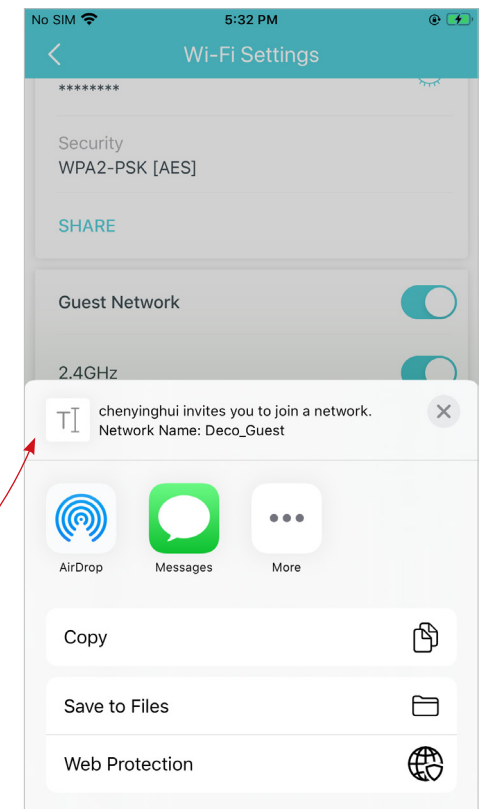 No SIM 5:32 PM
Wi-Fi Settings
********
Security
WPA2-PSK [AES]
SHARE
Guest Network
2.4GHz
chenyinghui invites you to join a network.
Network Name: Deco_Guest
AirDrop Messages More
Copy
Save to Files
Web Protection